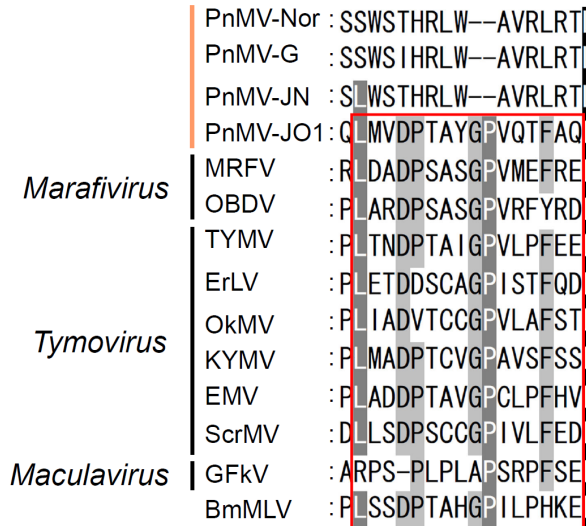 PnMV-Nor : SSWSTHRLW--AVRLRT
PnMV-G : SSWSIHRLW--AVRLRT
PnMV-JN : SLWSTHRLW--AVRLRT
PnMV-JO1 : QLMVDPTAYGPVQTFAQ
Marafivirus
MRFV : RLDADPSASGPVMEFRE
OBDV : PLARDPSASGPVRFYRD
Tymovirus
TYMV : PLTNDPTAIGPVLPFEE
ErLV : PLETDDSCAGPISTFQD
OkMV : PLIADVTCCGPVLAFST
KYMV : PLMADPTCVGPAVSFSS
EMV : PLADDPTAVGPCLPFHV
ScrMV : DLLSDPSCCGPIVLFED
Maculavirus
GFkV : ARPS-PLPLAPSRPFSE
BmMLV : PLSSDPTAHGPILPHKE